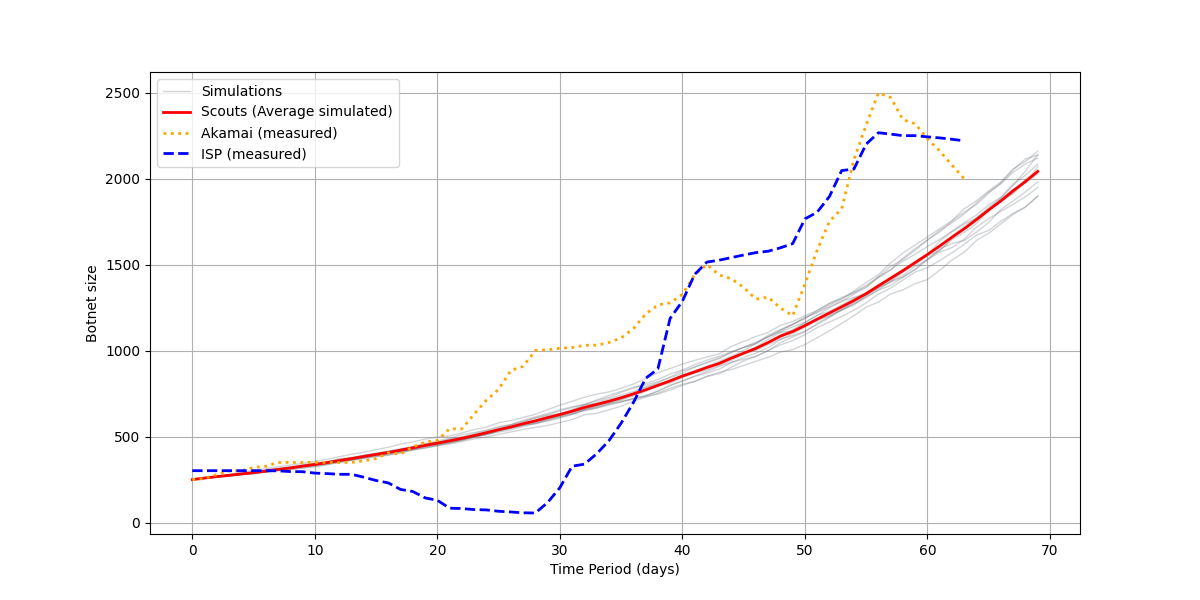 2500
2000
1500
1000
500
0
Botnet size
Simulations
Scouts (Average simulated)
Akamai (measured)
ISP (measured)
0 10 20 30 40 50 60 70
Time Period (days)